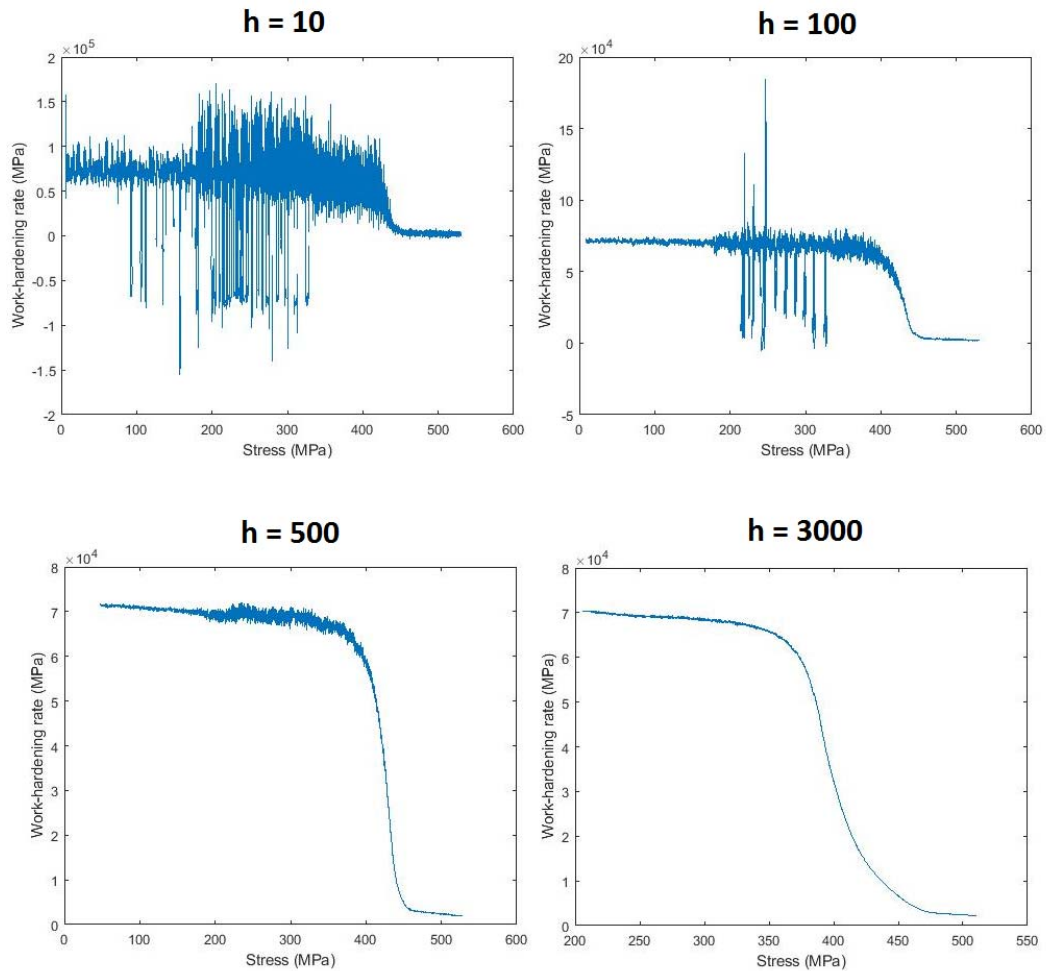 h = 10
×10^5
2
1.5
1
0.5
0
-0.5
-1
-1.5
-2
Work-hardening rate (MPa)
0 100 200 300 400 500 600
Stress (MPa)
h = 100
×10^4
20
15
10
5
0
-5
Work-hardening rate (MPa)
0 100 200 300 400 500 600
Stress (MPa)
h = 500
×10^4
8
7
6
5
4
3
2
1
0
Work-hardening rate (MPa)
0 100 200 300 400 500 600
Stress (MPa)
h = 3000
×10^4
8
7
6
5
4
3
2
1
0
Work-hardening rate (MPa)
200 250 300 350 400 450 500 550
Stress (MPa)